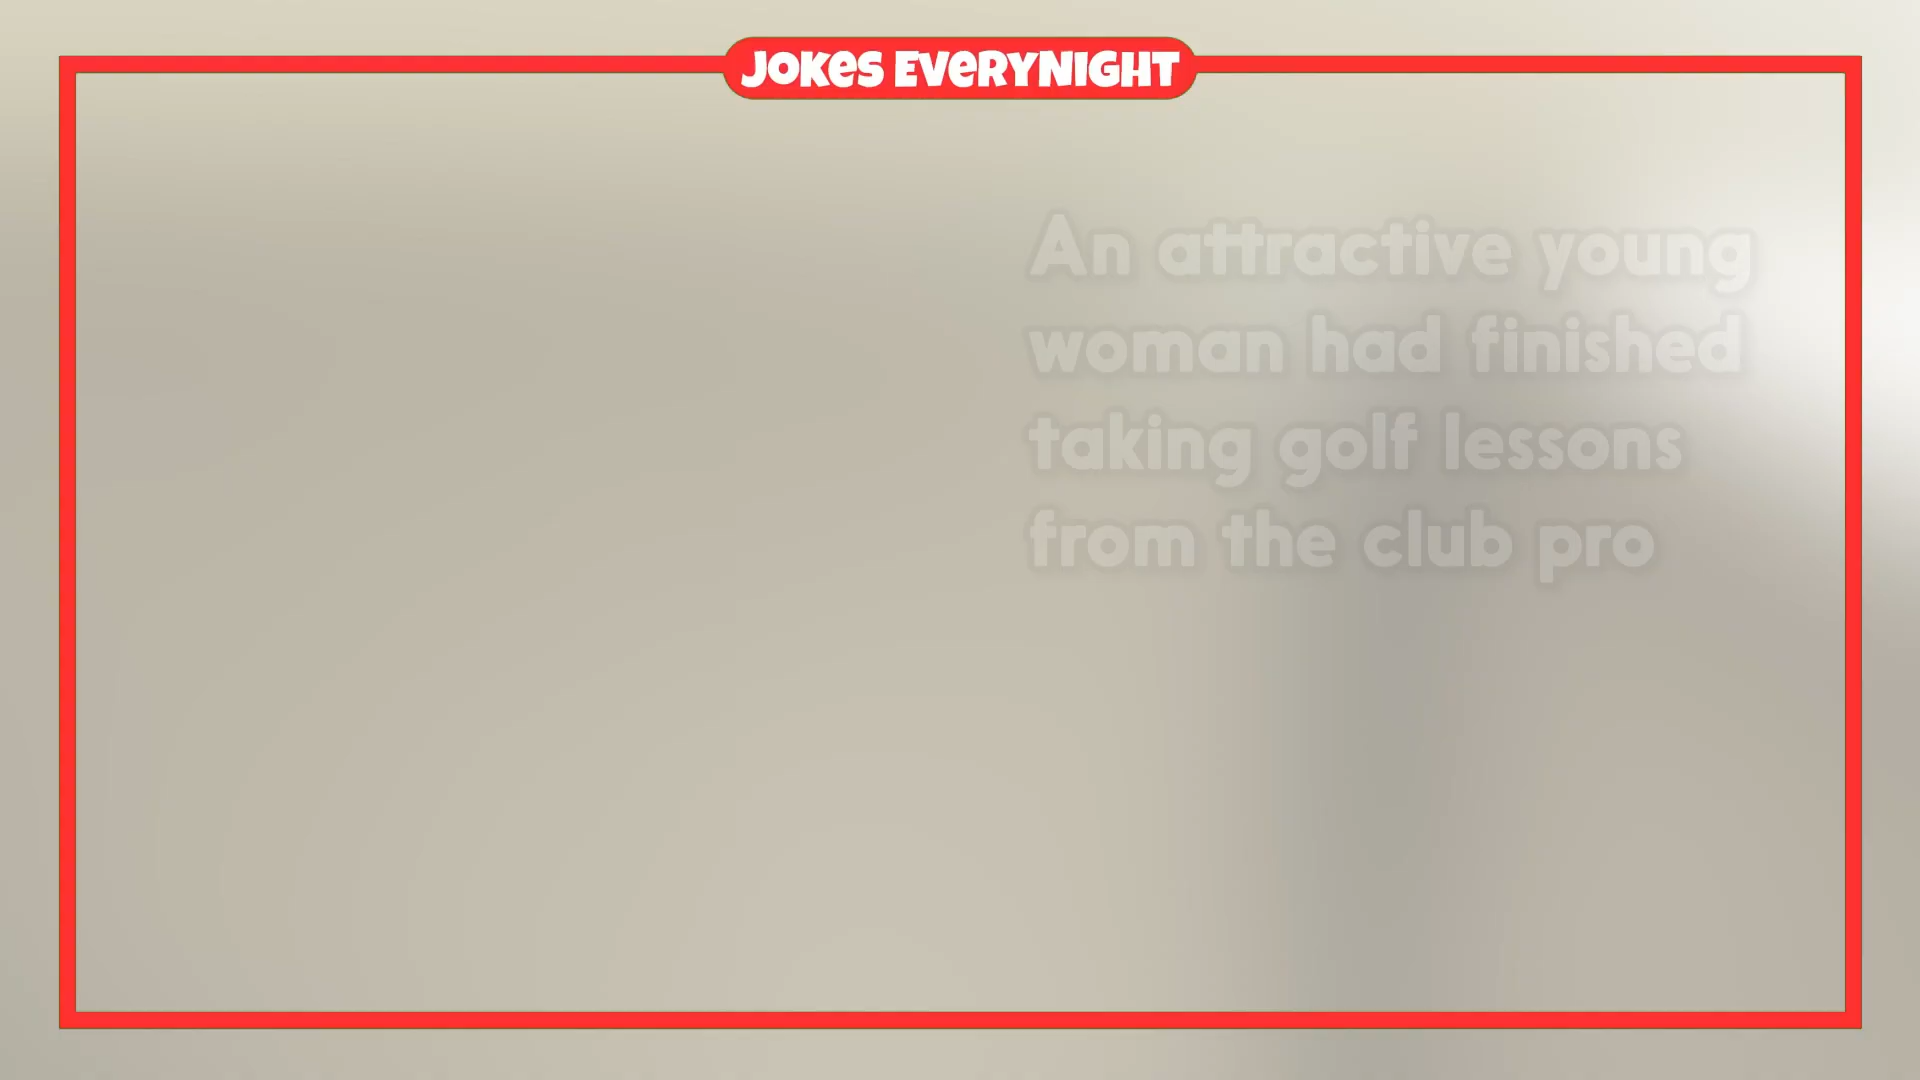 JOKES EVERYNIGHT
An attractive young
woman had finished
taking golf lessons
from the club pro